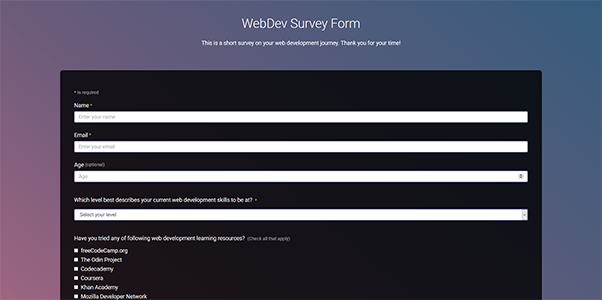 WebDev Survey Form
This is a short survey on your web development journey. Thank you for your time!
* is required
Name *
Enter your name
Email *
Enter your email
Age (optional)
Age
Which level best describes your current web development skills to be at? *
Select your level
Have you tried any of following web development learning resources? (Check all that apply)
freeCodeCamp.org
The Odin Project
Codecademy
Coursera
Khan Academy
Mozilla Developer Network